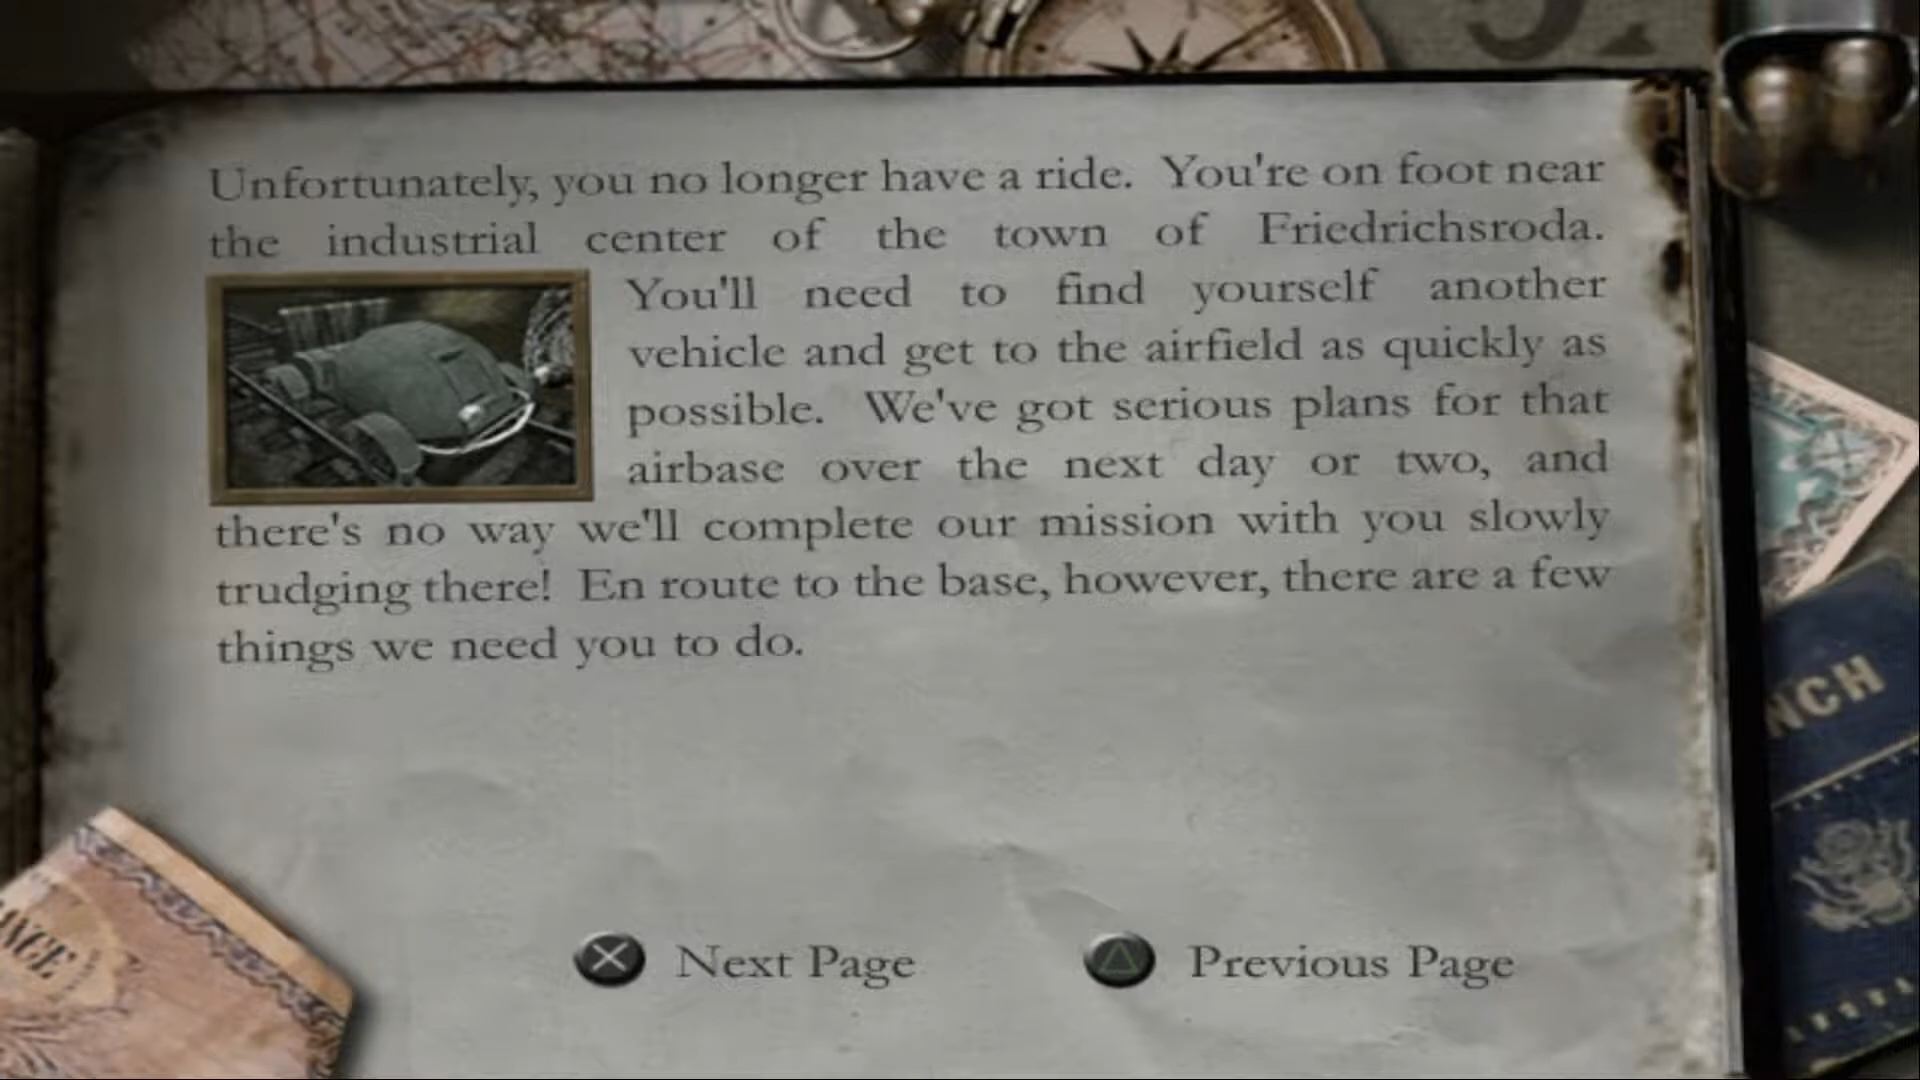 Unfortunately, you no longer have a ride. You're on foot near
the industrial center of the town of Friedrichsroda.
You'll need to find yourself another
vehicle and get to the airfield as quickly as
possible. We've got serious plans for that
airbase over the next day or two, and
there's no way we'll complete our mission with you slowly
trudging there! En route to the base, however, there are a few
things we need you to do.
NCH
ANCE
Next Page
Previous Page